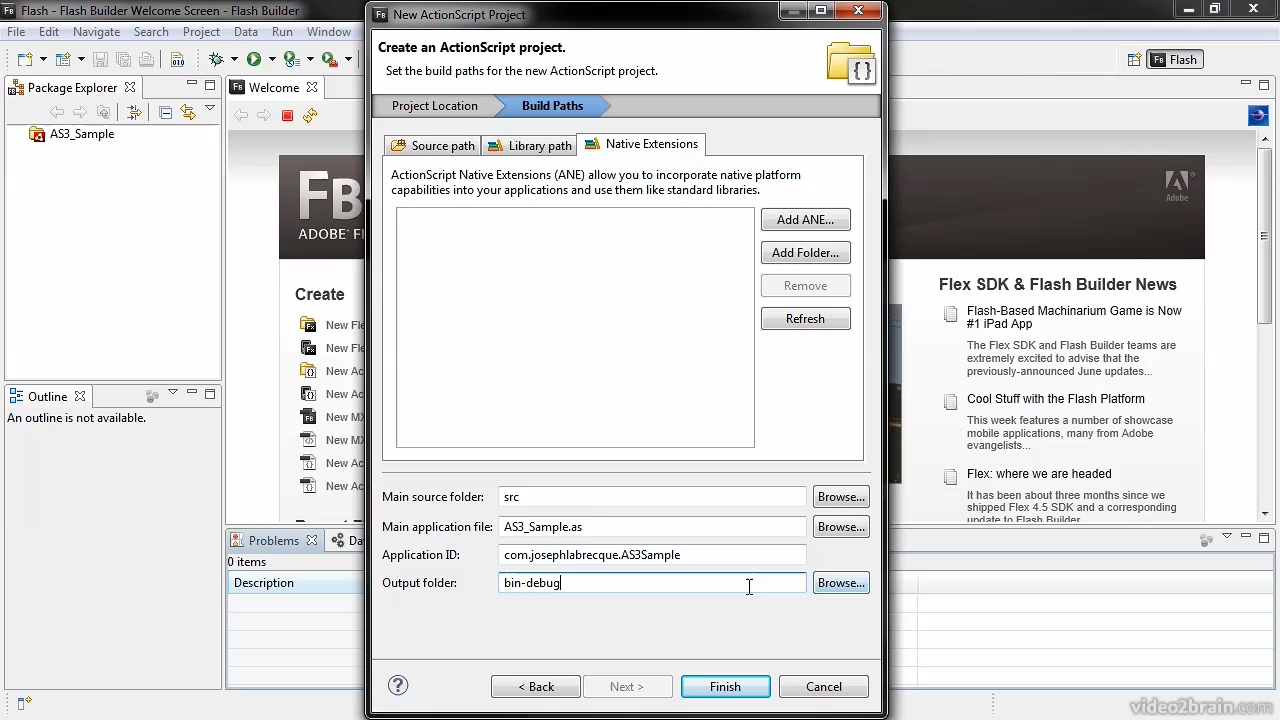 Flash - Flash Builder Welcome Screen - Flash Builder
File Edit Navigate Search Project Data Run Window
Flash
Package Explorer
AS3_Sample
Outline
An outline is not available.
Welcome
FB
ADOBE
Create
New
New
New
New
New
New
New
New
Adobe
Flex SDK & Flash Builder News
Flash-Based Machinarium Game is Now
#1 iPad App
The Flex SDK and Flash Builder teams are
extremely excited to advise that the
previously-announced June updates...
Cool Stuff with the Flash Platform
This week features a number of showcase
mobile applications, many from Adobe
evangelists...
Flex: where we are headed
It has been about three months since we
shipped Flex 4.5 SDK and a corresponding
update to Flash Builder
Problems
0 items
Description
New ActionScript Project
Create an ActionScript project.
Set the build paths for the new ActionScript project.
Project Location Build Paths
Source path Library path Native Extensions
ActionScript Native Extensions (ANE) allow you to incorporate native platform
capabilities into your applications and use them like standard libraries.
Add ANE...
Add Folder...
Remove
Refresh
Main source folder: src Browse...
Main application file: AS3_Sample.as Browse...
Application ID: com.josephlabrecque.AS3Sample
Output folder: bin-debug Browse...
< Back Next > Finish Cancel
video2brain.com